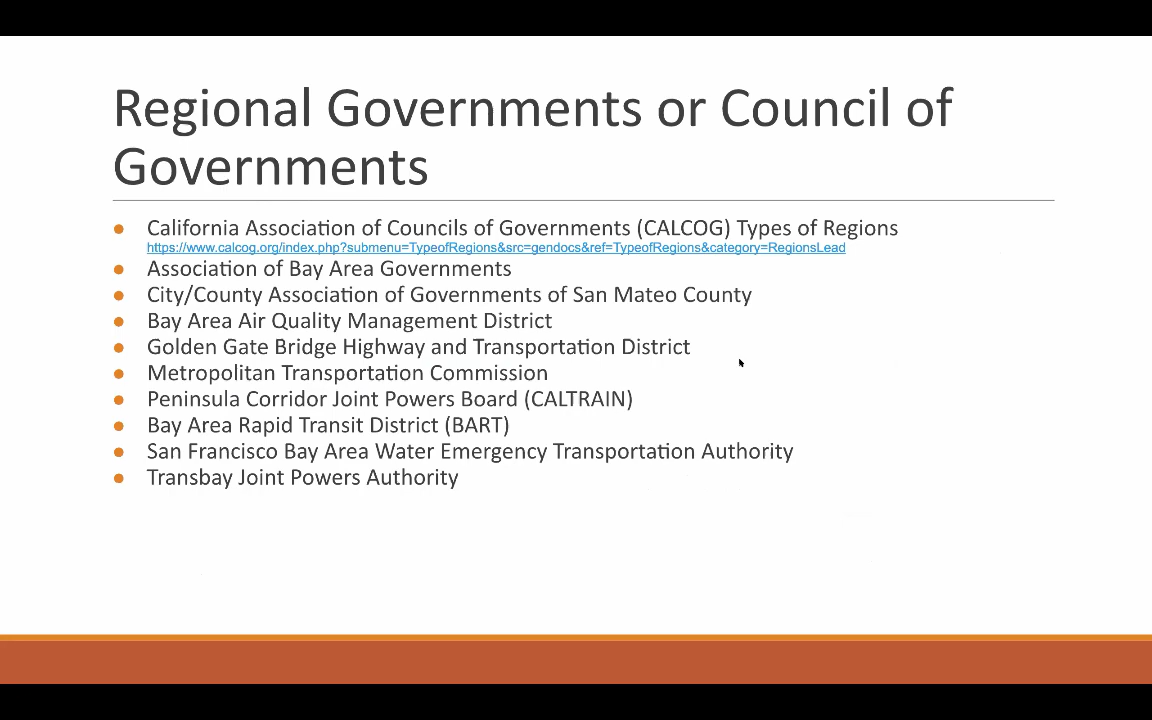 Regional Governments or Council of
Governments
● California Association of Councils of Governments (CALCOG) Types of Regions
https://www.calcog.org/index.php?submenu=TypeofRegions&src=gendocs&ref=TypeofRegions&category=RegionsLead
● Association of Bay Area Governments
● City/County Association of Governments of San Mateo County
● Bay Area Air Quality Management District
● Golden Gate Bridge Highway and Transportation District
● Metropolitan Transportation Commission
● Peninsula Corridor Joint Powers Board (CALTRAIN)
● Bay Area Rapid Transit District (BART)
● San Francisco Bay Area Water Emergency Transportation Authority
● Transbay Joint Powers Authority